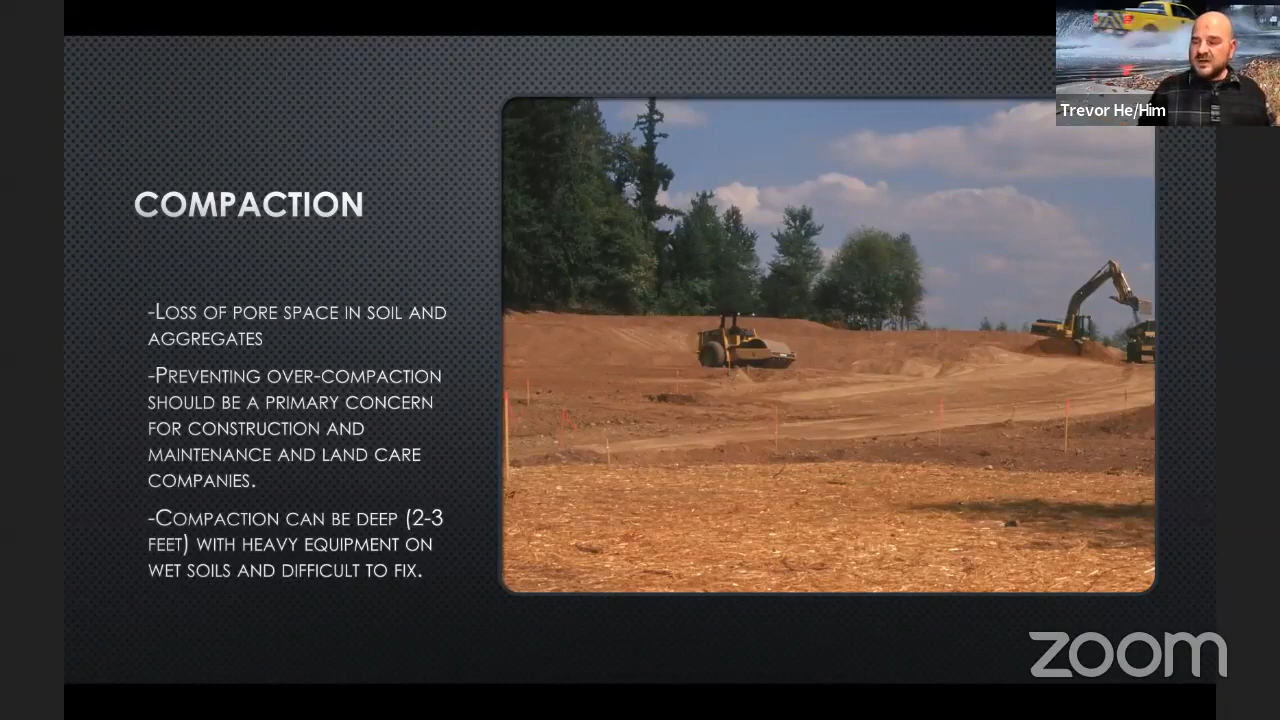 Trevor He/Him
COMPACTION
-Loss of pore space in soil and
aggregates
-Preventing over-compaction
should be a primary concern
for construction and
maintenance and land care
companies.
-Compaction can be deep (2-3
feet) with heavy equipment on
wet soils and difficult to fix.
zoom